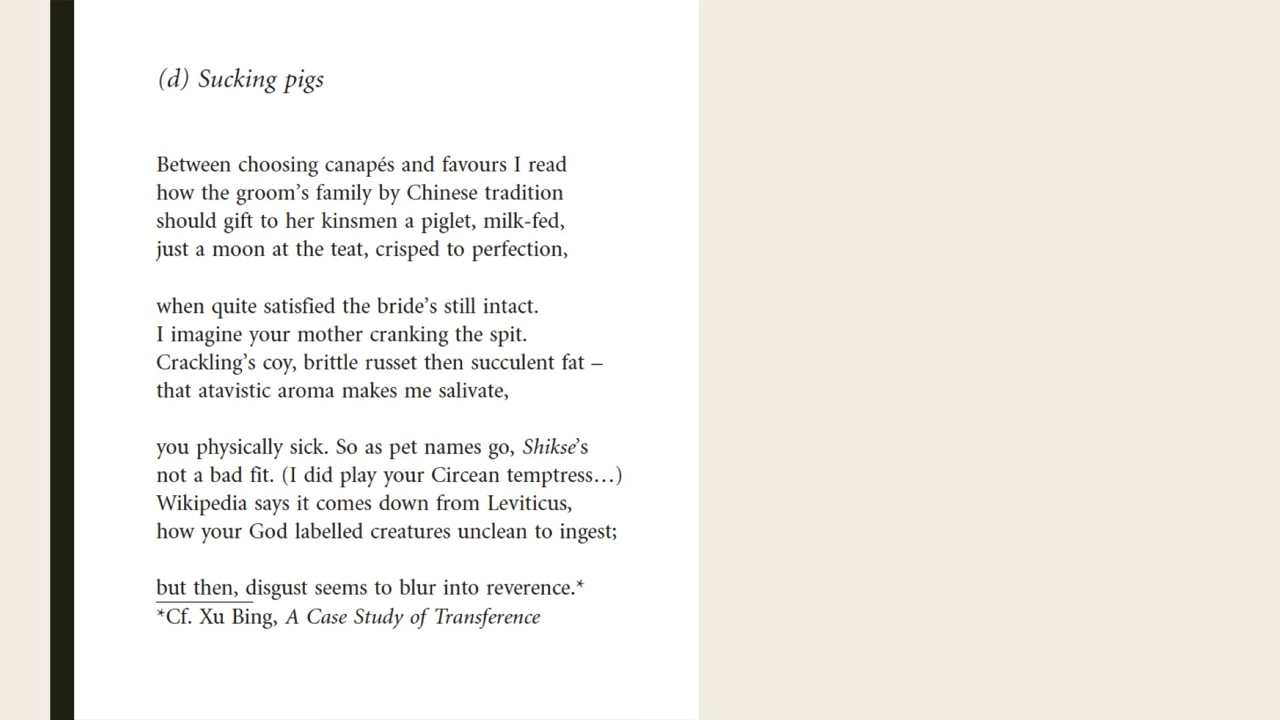 (d) Sucking pigs
Between choosing canapés and favours I read
how the groom’s family by Chinese tradition
should gift to her kinsmen a piglet, milk-fed,
just a moon at the teat, crisped to perfection,
when quite satisfied the bride’s still intact.
I imagine your mother cranking the spit.
Crackling’s coy, brittle russet then succulent fat –
that atavistic aroma makes me salivate,
you physically sick. So as pet names go, Shikse’s
not a bad fit. (I did play your Circean temptress…)
Wikipedia says it comes down from Leviticus,
how your God labelled creatures unclean to ingest;
but then, disgust seems to blur into reverence.*
*Cf. Xu Bing, A Case Study of Transference